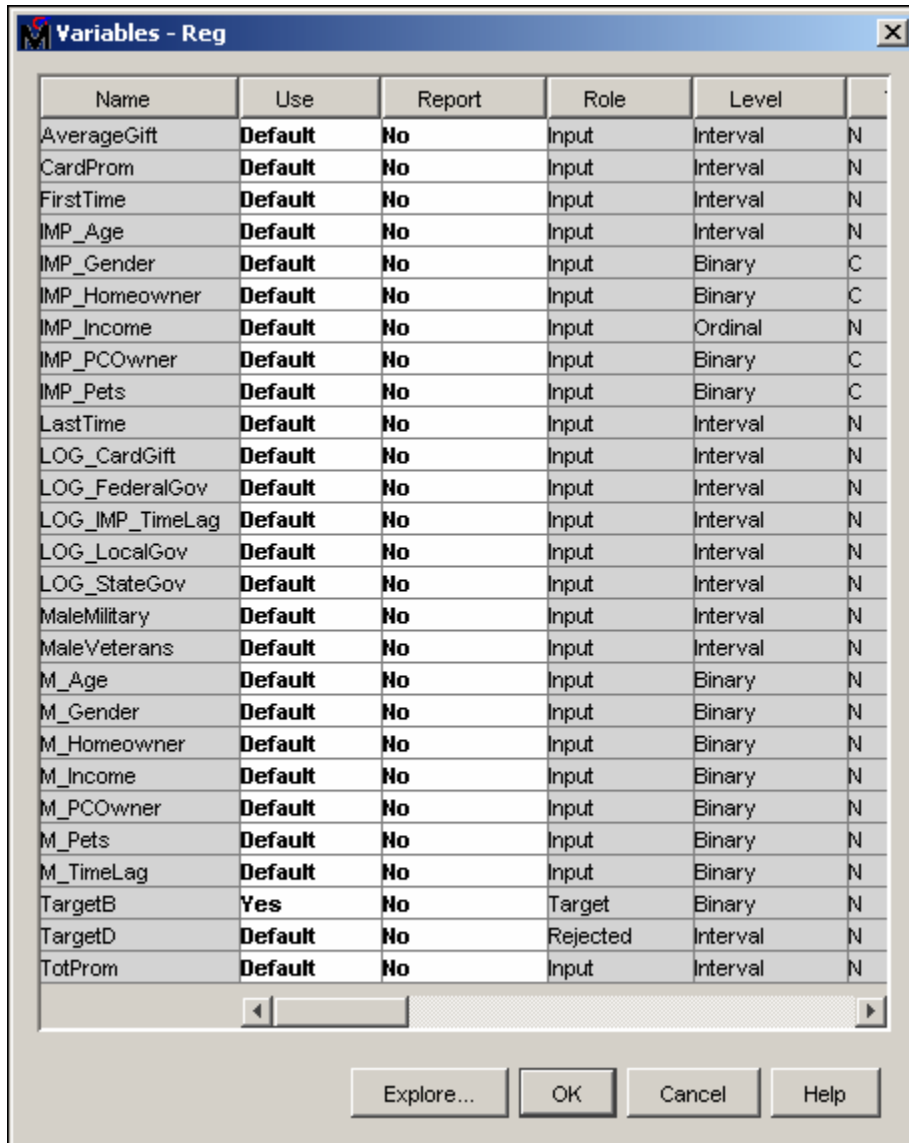 Variables - Reg
Name Use Report Role Level
AverageGift Default No Input Interval N
CardProm Default No Input Interval N
FirstTime Default No Input Interval N
IMP_Age Default No Input Interval N
IMP_Gender Default No Input Binary C
IMP_Homeowner Default No Input Binary C
IMP_Income Default No Input Ordinal N
IMP_PCOwner Default No Input Binary C
IMP_Pets Default No Input Binary C
LastTime Default No Input Interval N
LOG_CardGift Default No Input Interval N
LOG_FederalGov Default No Input Interval N
LOG_IMP_TimeLag Default No Input Interval N
LOG_LocalGov Default No Input Interval N
LOG_StateGov Default No Input Interval N
MaleMilitary Default No Input Interval N
MaleVeterans Default No Input Interval N
M_Age Default No Input Binary N
M_Gender Default No Input Binary N
M_Homeowner Default No Input Binary N
M_Income Default No Input Binary N
M_PCOwner Default No Input Binary N
M_Pets Default No Input Binary N
M_TimeLag Default No Input Binary N
TargetB Yes No Target Binary N
TargetD Default No Rejected Interval N
TotProm Default No Input Interval N
Explore... OK Cancel Help